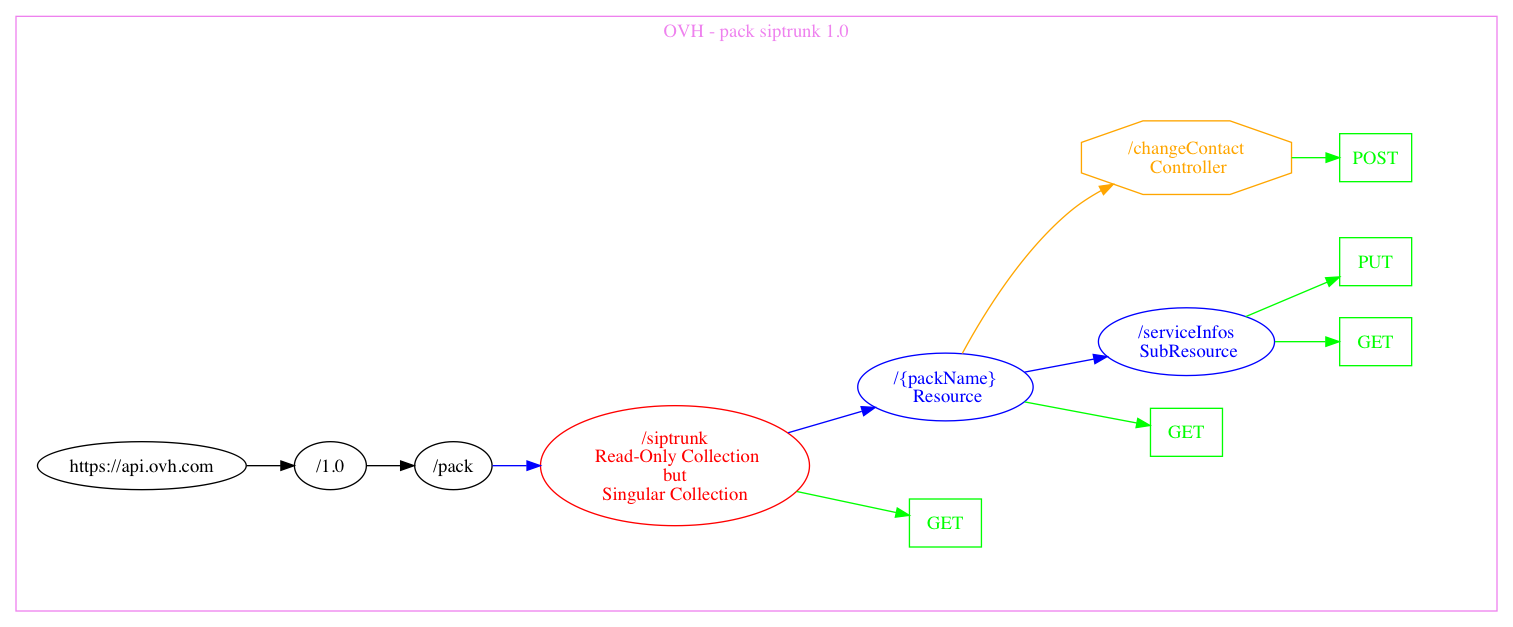 OVH - pack siptrunk 1.0
/changeContact
Controller
POST
PUT
/serviceInfos
SubResource
GET
/{packName}
Resource
GET
/siptrunk
Read-Only Collection
but
Singular Collection
https://api.ovh.com
/1.0
/pack
GET